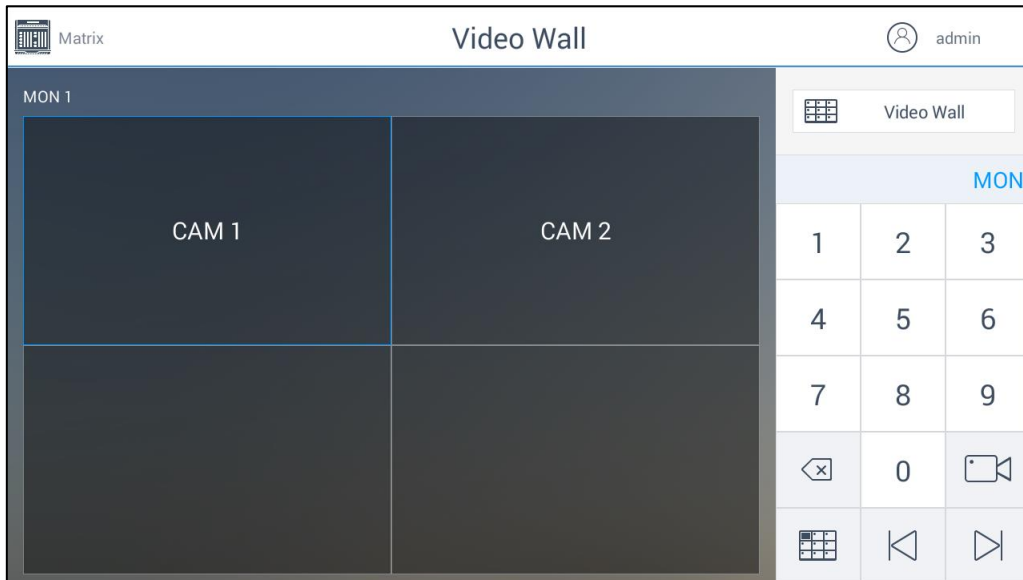 Matrix
Video Wall
admin
MON 1
Video Wall
MON
CAM 1
CAM 2
1 2 3
4 5 6
7 8 9
0